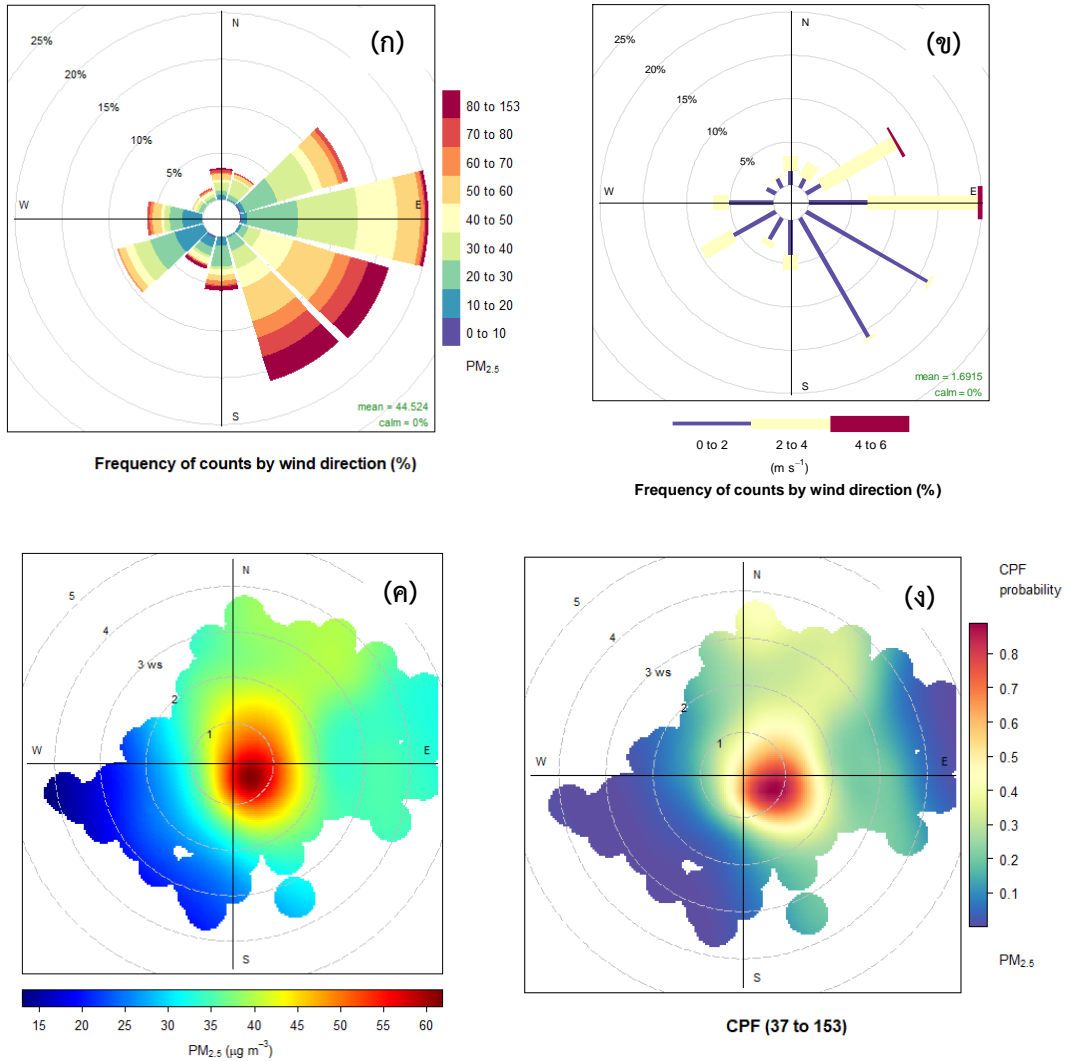 (ก)
N
25%
20%
15%
10%
5%
W
E
S
mean = 44.524
calm = 0%
80 to 153
70 to 80
60 to 70
50 to 60
40 to 50
30 to 40
20 to 30
10 to 20
0 to 10
PM2.5
Frequency of counts by wind direction (%)
(ข)
N
25%
20%
15%
10%
5%
W
E
S
mean = 1.6915
calm = 0%
0 to 2
2 to 4
4 to 6
(m s⁻¹)
Frequency of counts by wind direction (%)
(ค)
N
5
4
3 ws
2
1
W
E
S
15 20 25 30 35 40 45 50 55 60
PM2.5 (μg m⁻³)
(ง)
N
5
4
3 ws
2
1
W
E
S
CPF
probability
0.8
0.7
0.6
0.5
0.4
0.3
0.2
0.1
PM2.5
CPF (37 to 153)